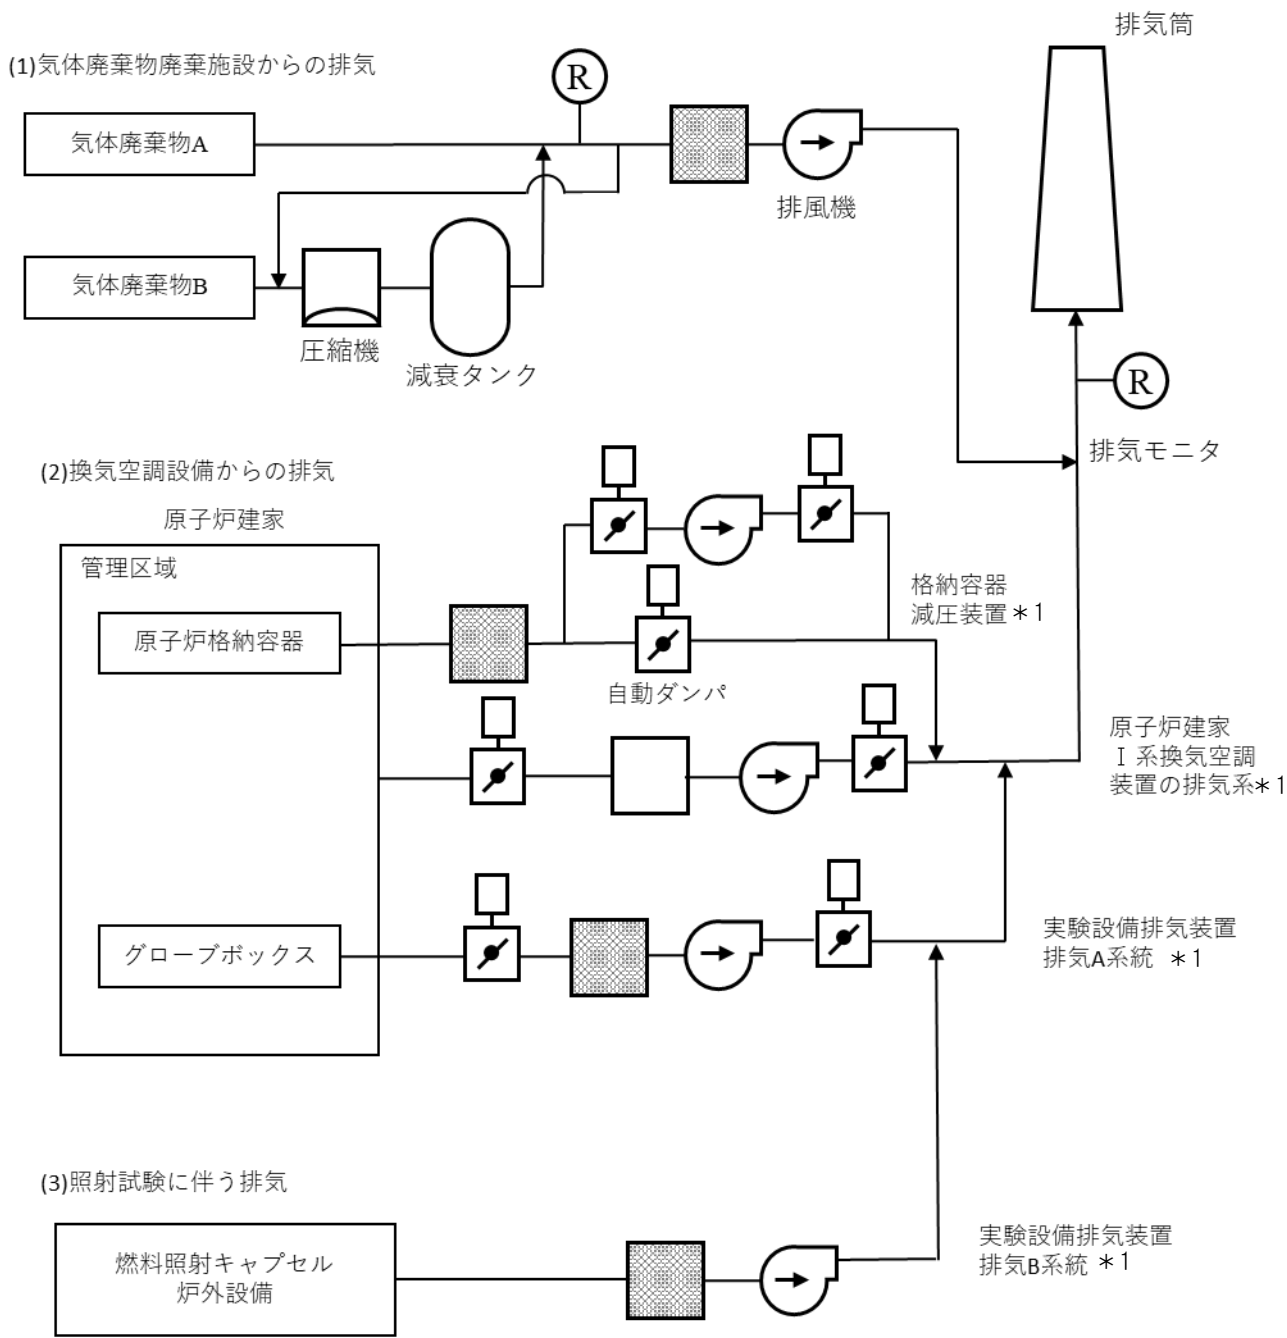 排気筒
(1)気体廃棄物廃棄施設からの排気
R
気体廃棄物A
排風機
気体廃棄物B
圧縮機
減衰タンク
R
排気モニタ
(2)換気空調設備からの排気
原子炉建家
管理区域
原子炉格納容器
格納容器
減圧装置＊1
自動ダンパ
原子炉建家
Ⅰ系換気空調
装置の排気系＊1
グローブボックス
実験設備排気装置
排気A系統 ＊1
(3)照射試験に伴う排気
燃料照射キャプセル
炉外設備
実験設備排気装置
排気B系統 ＊1